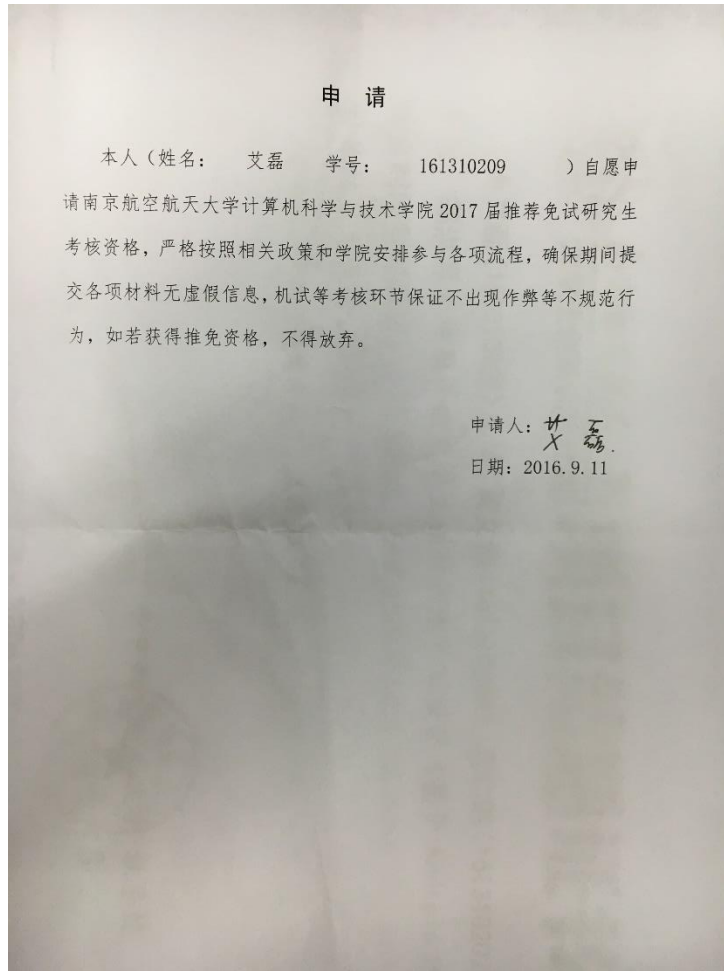 申 请
本人（姓名： 艾磊 学号： 161310209 ）自愿申
请南京航空航天大学计算机科学与技术学院 2017 届推荐免试研究生
考核资格，严格按照相关政策和学院安排参与各项流程，确保期间提
交各项材料无虚假信息，机试等考核环节保证不出现作弊等不规范行
为，如若获得推免资格，不得放弃。
申请人：艾磊
日期：2016.9.11